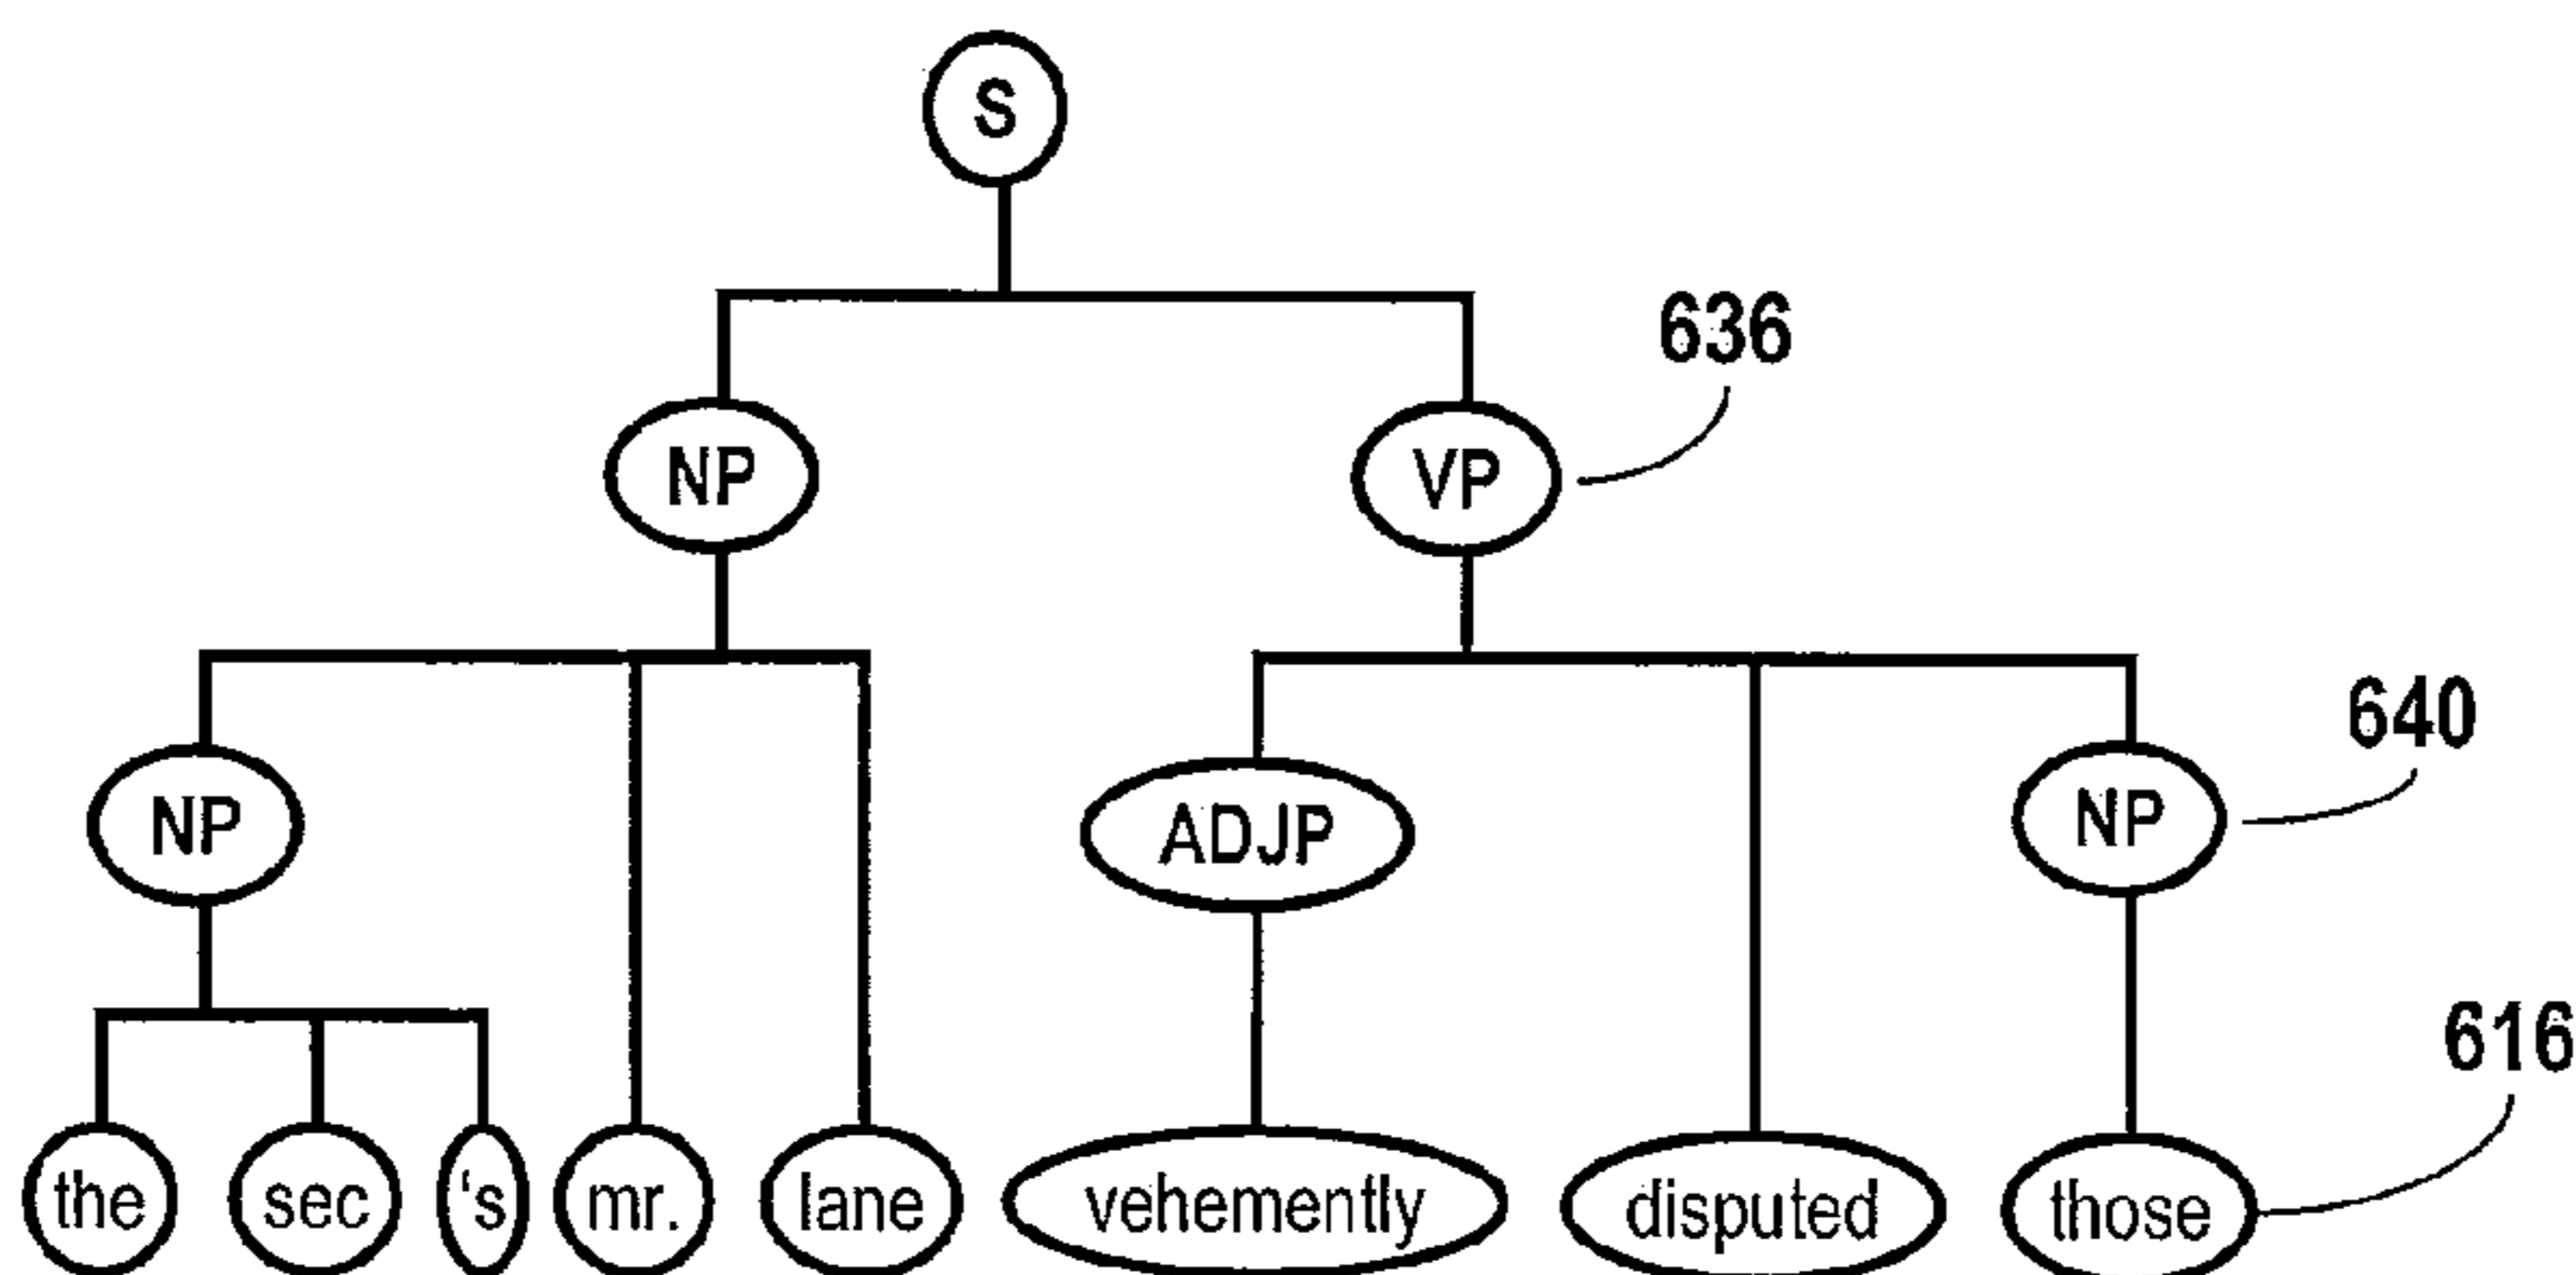 S
636
NP VP
640
NP ADJP NP
616
the sec 's mr. lane vehemently disputed those